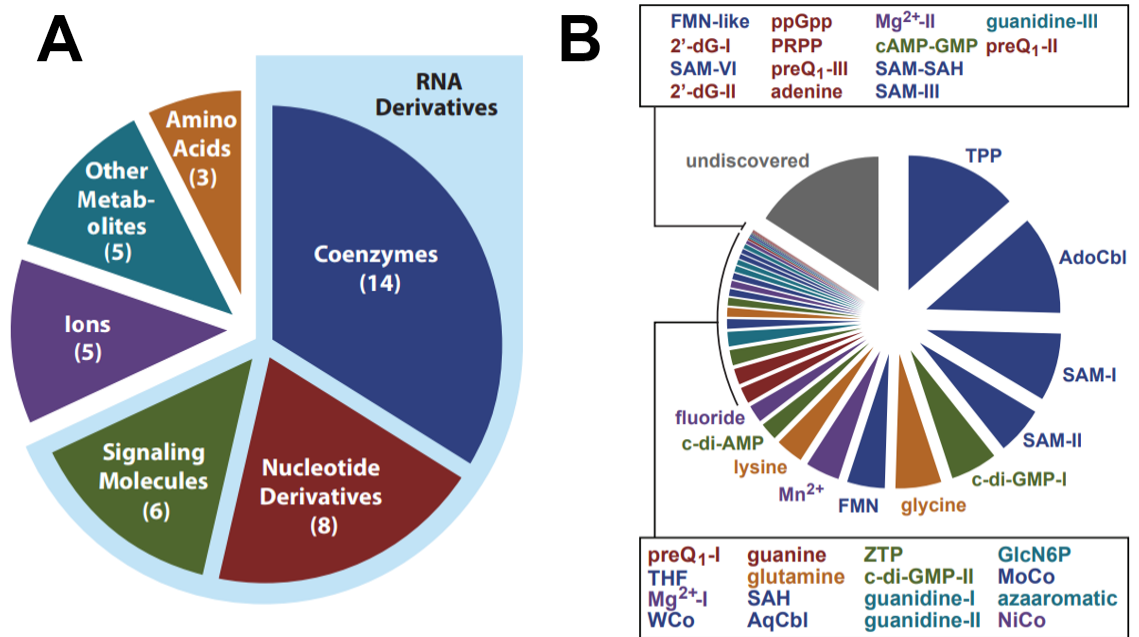 A
RNA
Derivatives
Amino
Acids
(3)
Other
Metab-
olites
(5)
Ions
(5)
Coenzymes
(14)
Signaling
Molecules
(6)
Nucleotide
Derivatives
(8)
B
FMN-like ppGpp Mg²⁺-II guanidine-III
2'-dG-I PRPP cAMP-GMP preQ₁-II
SAM-VI preQ₁-III SAM-SAH
2'-dG-II adenine SAM-III
undiscovered
TPP
AdoCbl
SAM-I
SAM-II
c-di-GMP-I
glycine
FMN
Mn²⁺
lysine
c-di-AMP
fluoride
preQ₁-I guanine ZTP GlcN6P
THF glutamine c-di-GMP-II MoCo
Mg²⁺-I SAH guanidine-I azaaromatic
WCo AqCbl guanidine-II NiCo